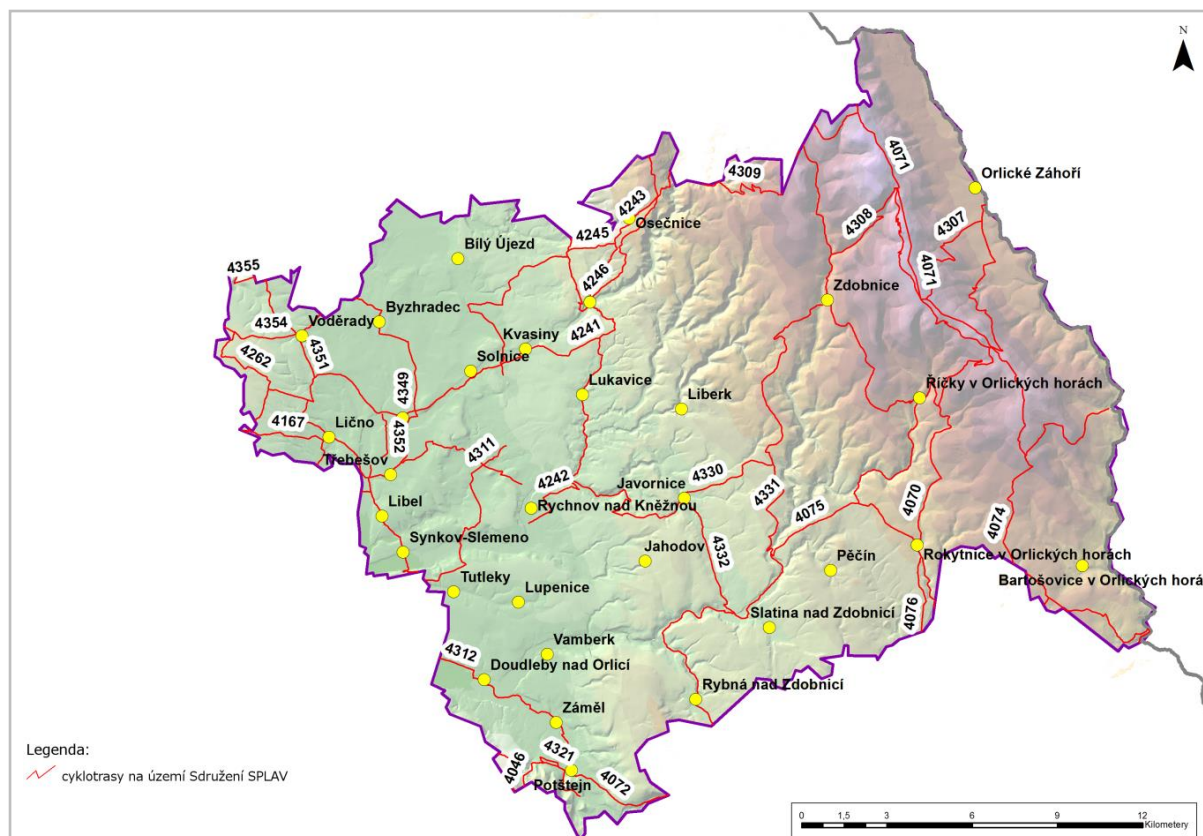 N
4071
Orlické Záhoří
4309
4243
Osečnice
4307
4308
4245
Bílý Újezd
4071
4355
4246
Zdobnice
Byzhradec
4354
Voděrady
4241
Kvasiny
4351
4262
Solnice
Lukavice
Říčky v Orlických horách
4349
Liberk
4167
Lično
4352
4311
Třebešov
4330
4242
Javornice
4331
Rychnov nad Kněžnou
4075
4070
Libel
4074
Synkov-Slemeno
4332
Jahodov
Pěčín
Rokytnice v Orlických horách
Bartošovice v Orlických horá
Tutleky
Lupenice
4076
Slatina nad Zdobnicí
Vamberk
4312
Doudleby nad Orlicí
Rybná nad Zdobnicí
Záměl
4321
4046
Potštejn
4072
Legenda:
cyklotrasy na území Sdružení SPLAV
0 1,5 3 6 9 12
Kilometery